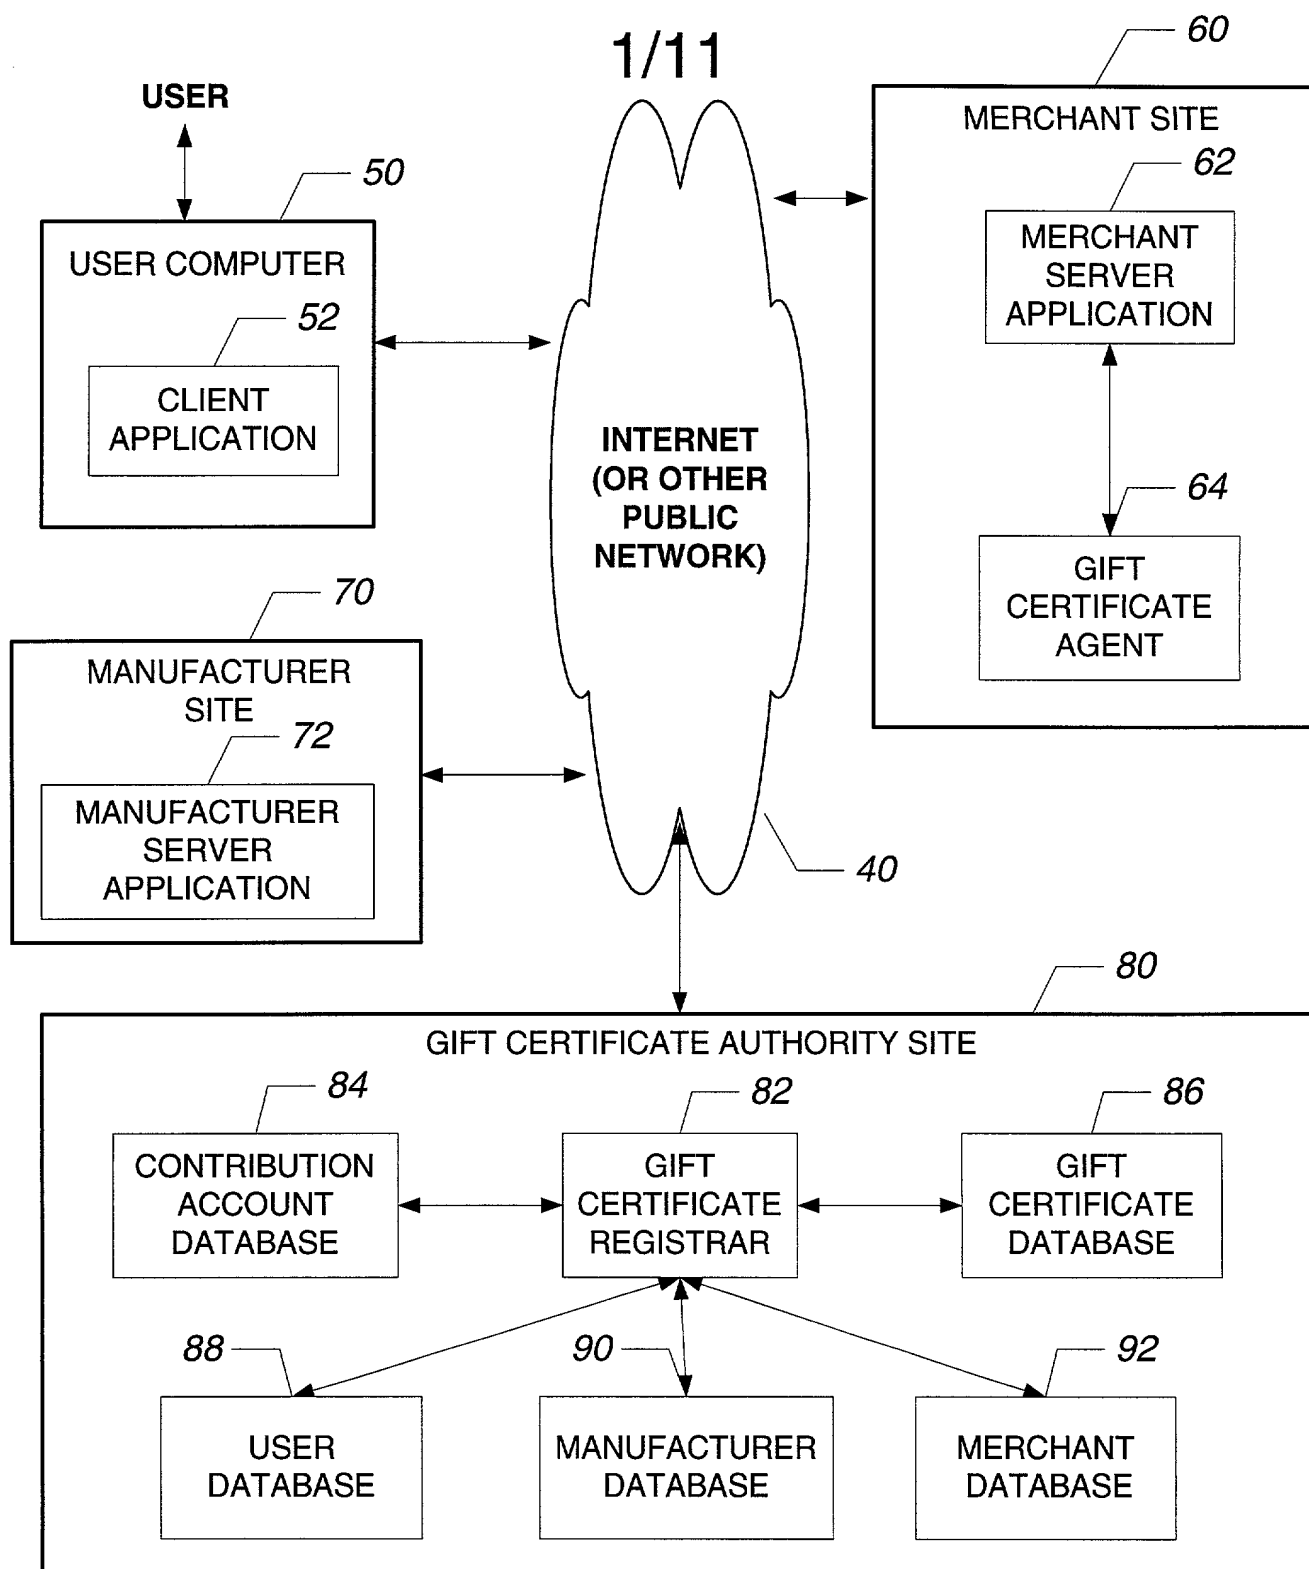 1/11
USER
50
USER COMPUTER
52
CLIENT
APPLICATION
60
MERCHANT SITE
62
MERCHANT
SERVER
APPLICATION
64
GIFT
CERTIFICATE
AGENT
INTERNET
(OR OTHER
PUBLIC
NETWORK)
40
70
MANUFACTURER
SITE
72
MANUFACTURER
SERVER
APPLICATION
80
GIFT CERTIFICATE AUTHORITY SITE
84
CONTRIBUTION
ACCOUNT
DATABASE
82
GIFT
CERTIFICATE
REGISTRAR
86
GIFT
CERTIFICATE
DATABASE
88
USER
DATABASE
90
MANUFACTURER
DATABASE
92
MERCHANT
DATABASE